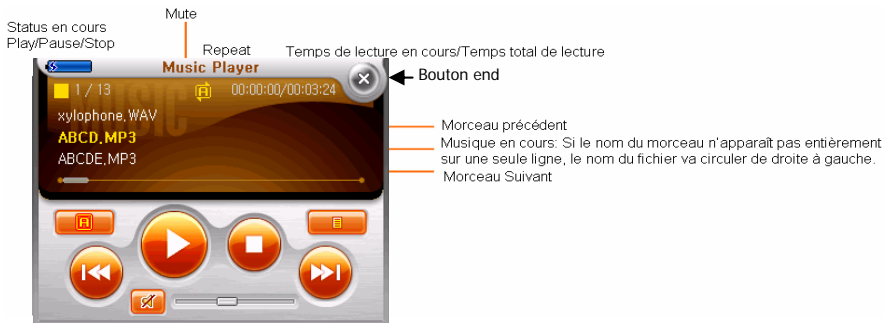 Mute
Status en cours
Play/Pause/Stop
Repeat
Temps de lecture en cours/Temps total de lecture
Music Player
Bouton end
1 / 13
A
00:00:00/00:03:24
MUSIC
xylophone.WAV
ABCD.MP3
ABCDE.MP3
Morceau précédent
Musique en cours: Si le nom du morceau n'apparaît pas entièrement
sur une seule ligne, le nom du fichier va circuler de droite à gauche.
Morceau Suivant
A